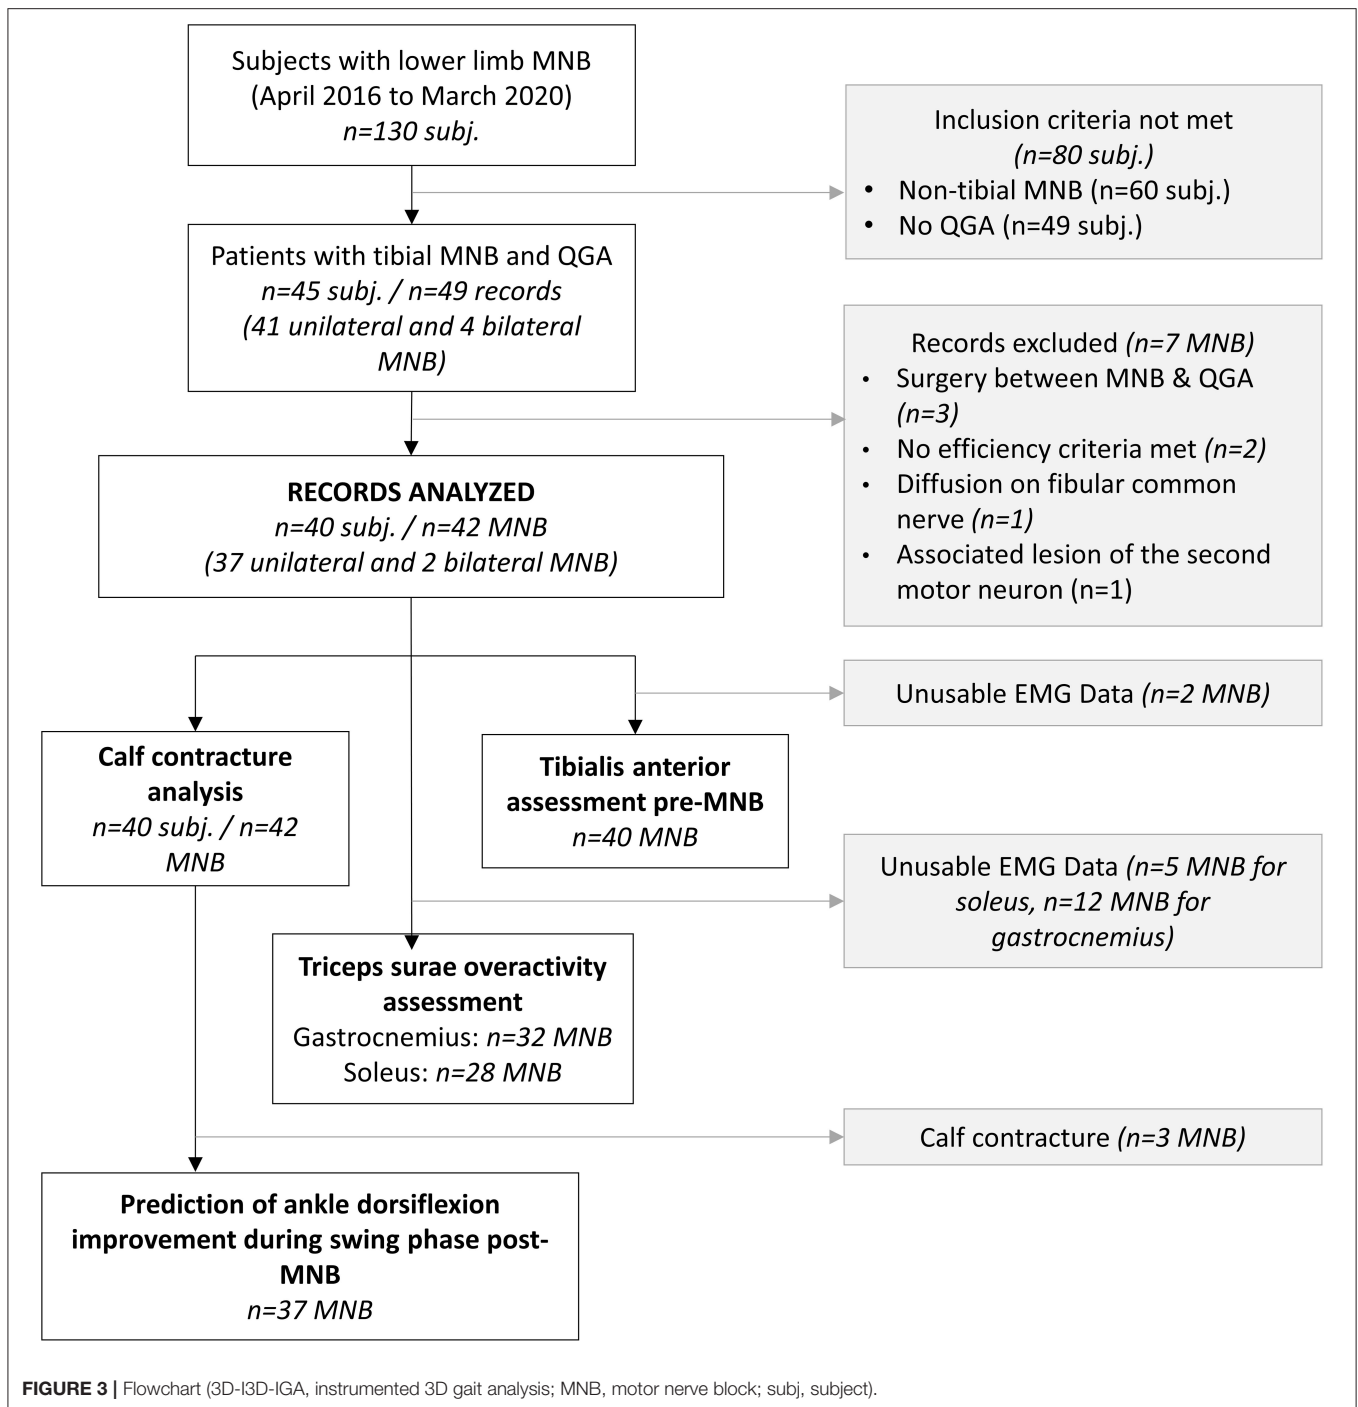 Subjects with lower limb MNB
(April 2016 to March 2020)
n=130 subj.
Inclusion criteria not met
(n=80 subj.)
• Non-tibial MNB (n=60 subj.)
• No QGA (n=49 subj.)
Patients with tibial MNB and QGA
n=45 subj. / n=49 records
(41 unilateral and 4 bilateral
MNB)
Records excluded (n=7 MNB)
• Surgery between MNB & QGA
(n=3)
• No efficiency criteria met (n=2)
• Diffusion on fibular common
nerve (n=1)
• Associated lesion of the second
motor neuron (n=1)
RECORDS ANALYZED
n=40 subj. / n=42 MNB
(37 unilateral and 2 bilateral MNB)
Unusable EMG Data (n=2 MNB)
Calf contracture
analysis
n=40 subj. / n=42
MNB
Tibialis anterior
assessment pre-MNB
n=40 MNB
Unusable EMG Data (n=5 MNB for
soleus, n=12 MNB for
gastrocnemius)
Triceps surae overactivity
assessment
Gastrocnemius: n=32 MNB
Soleus: n=28 MNB
Calf contracture (n=3 MNB)
Prediction of ankle dorsiflexion
improvement during swing phase post-
MNB
n=37 MNB
FIGURE 3 | Flowchart (3D-I3D-IGA, instrumented 3D gait analysis; MNB, motor nerve block; subj, subject).